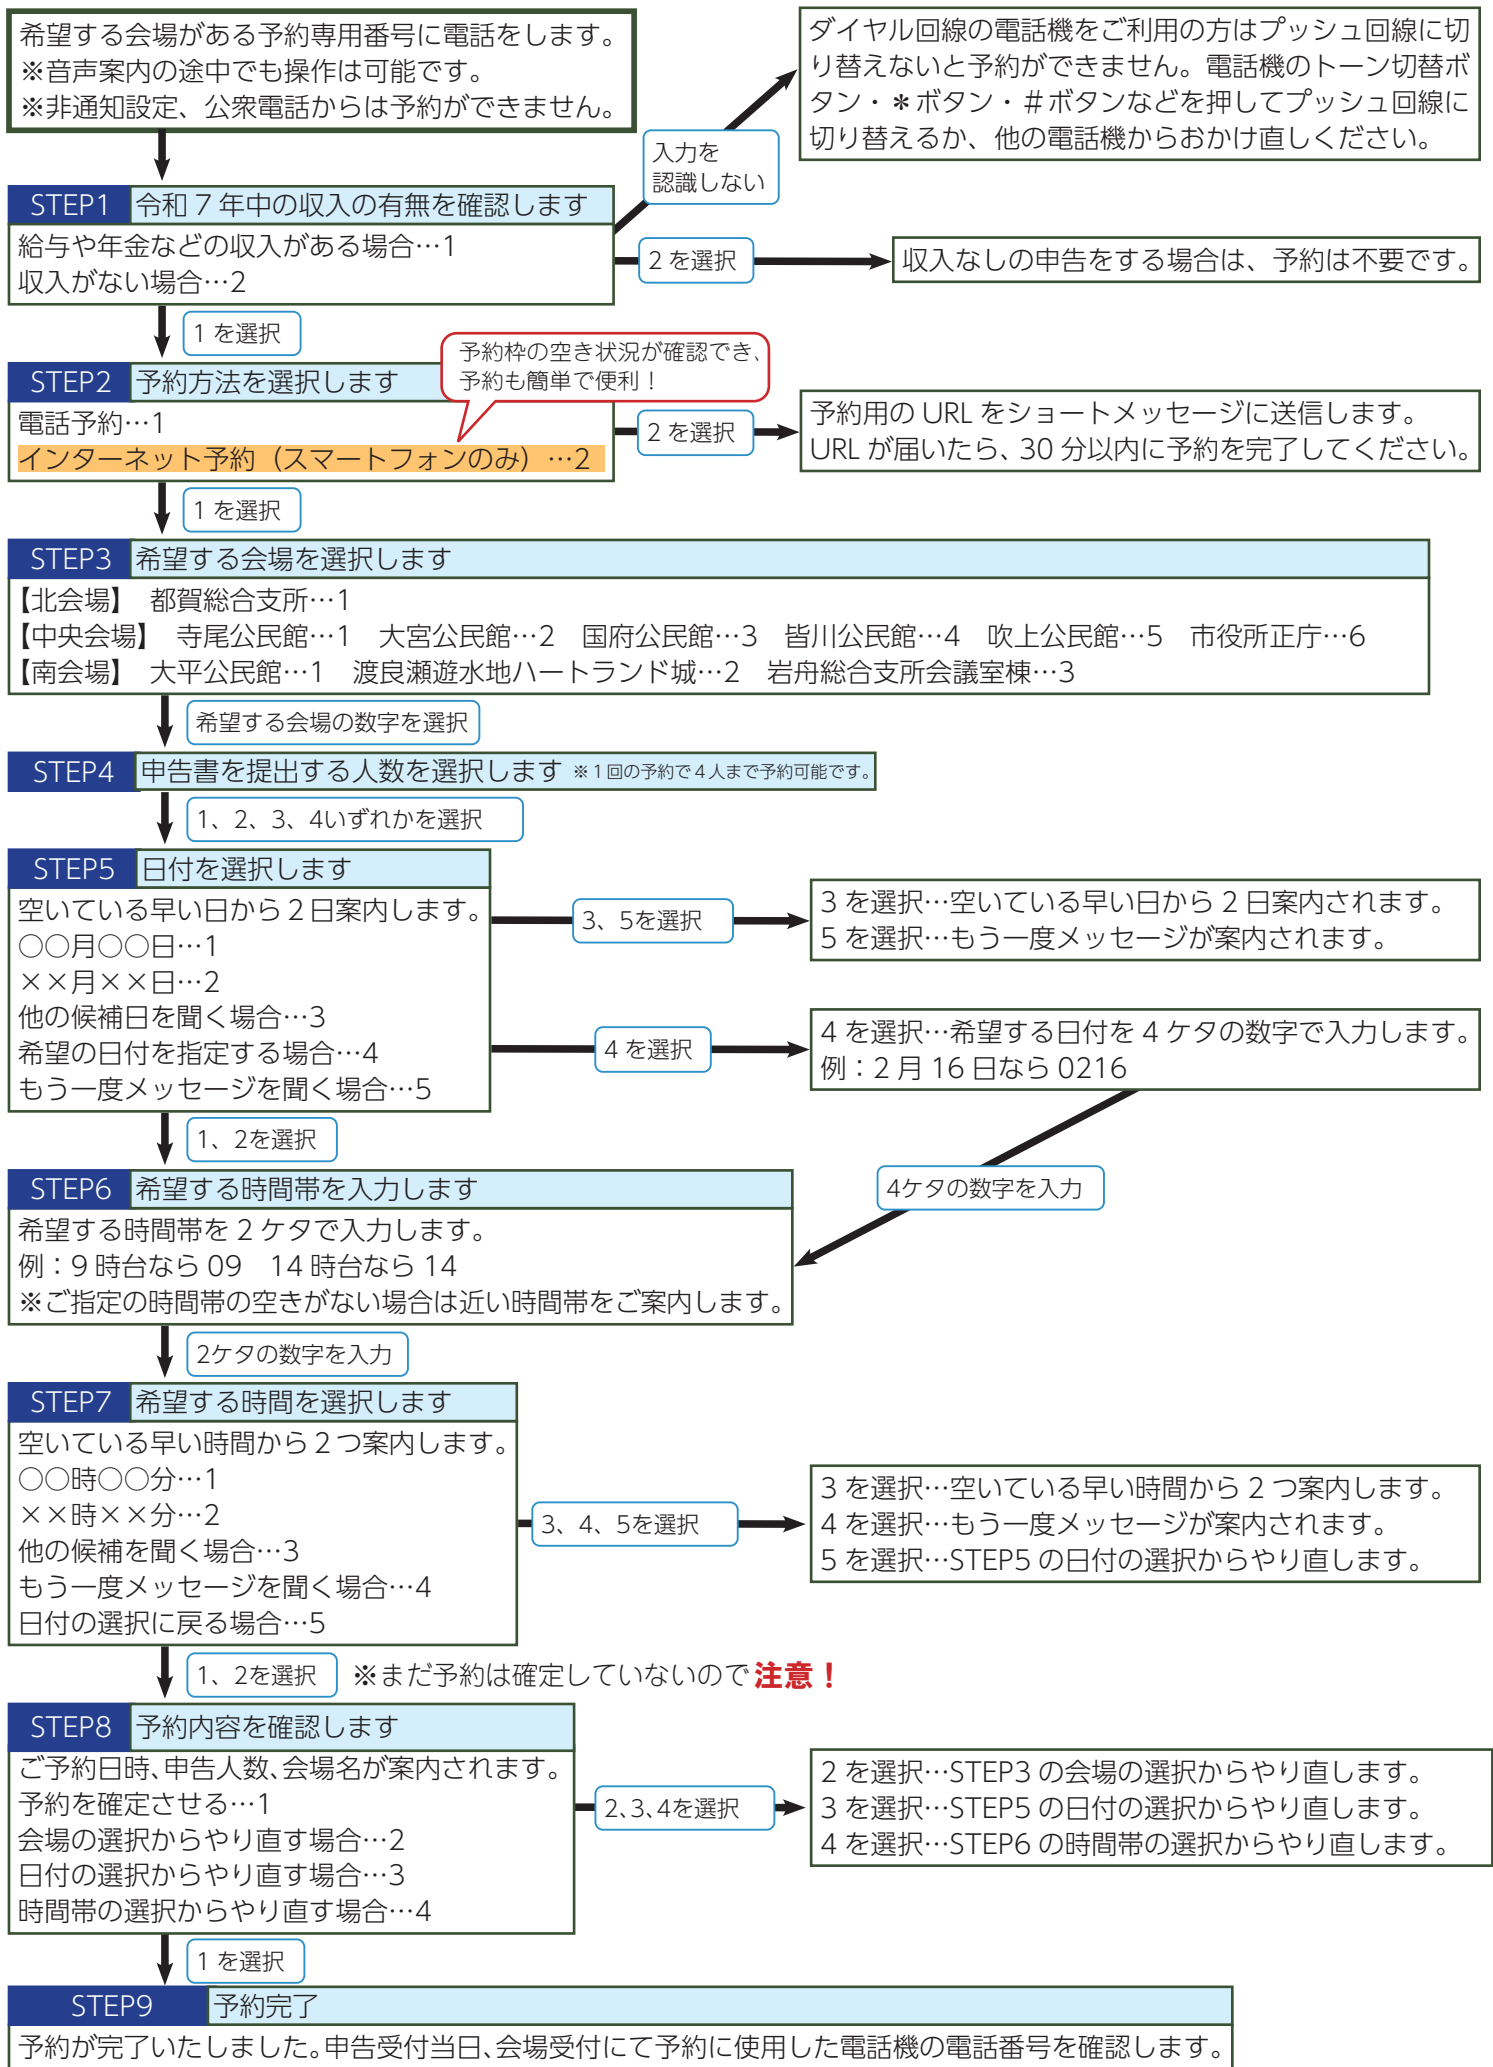 希望する会場がある予約専用番号に電話をします。
※音声案内の途中でも操作は可能です。
※非通知設定、公衆電話からは予約ができません。
ダイヤル回線の電話機をご利用の方はプッシュ回線に切
り替えないと予約ができません。電話機のトーン切替ボ
タン・＊ボタン・＃ボタンなどを押してプッシュ回線に
切り替えるか、他の電話機からおかけ直しください。
入力を
認識しない
STEP1 令和７年中の収入の有無を確認します
給与や年金などの収入がある場合…1
収入がない場合…2
2 を選択
収入なしの申告をする場合は、予約は不要です。
1 を選択
予約枠の空き状況が確認でき、
予約も簡単で便利！
STEP2 予約方法を選択します
電話予約…1
インターネット予約（スマートフォンのみ）…2
2 を選択
予約用の URL をショートメッセージに送信します。
URL が届いたら、30 分以内に予約を完了してください。
1 を選択
STEP3 希望する会場を選択します
【北会場】 都賀総合支所…1
【中央会場】 寺尾公民館…1 大宮公民館…2 国府公民館…3 皆川公民館…4 吹上公民館…5 市役所正庁…6
【南会場】 大平公民館…1 渡良瀬遊水地ハートランド城…2 岩舟総合支所会議室棟…3
希望する会場の数字を選択
STEP4 申告書を提出する人数を選択します ※１回の予約で４人まで予約可能です。
1、2、3、4いずれかを選択
STEP5 日付を選択します
空いている早い日から２日案内します。
○○月○○日…1
××月××日…2
他の候補日を聞く場合…3
希望の日付を指定する場合…4
もう一度メッセージを聞く場合…5
3、5を選択
3 を選択…空いている早い日から 2 日案内されます。
5 を選択…もう一度メッセージが案内されます。
4 を選択
4 を選択…希望する日付を 4 ケタの数字で入力します。
例：2 月 16 日なら 0216
1、2を選択
4ケタの数字を入力
STEP6 希望する時間帯を入力します
希望する時間帯を 2 ケタで入力します。
例：9 時台なら 09 14 時台なら 14
※ご指定の時間帯の空きがない場合は近い時間帯をご案内します。
2ケタの数字を入力
STEP7 希望する時間を選択します
空いている早い時間から２つ案内します。
○○時○○分…1
××時××分…2
他の候補を聞く場合…3
もう一度メッセージを聞く場合…4
日付の選択に戻る場合…5
3、4、5を選択
3 を選択…空いている早い時間から 2 つ案内します。
4 を選択…もう一度メッセージが案内されます。
5 を選択…STEP5 の日付の選択からやり直します。
1、2を選択 ※まだ予約は確定していないので注意！
STEP8 予約内容を確認します
ご予約日時、申告人数、会場名が案内されます。
予約を確定させる…1
会場の選択からやり直す場合…2
日付の選択からやり直す場合…3
時間帯の選択からやり直す場合…4
2、3、4を選択
2 を選択…STEP3 の会場の選択からやり直します。
3 を選択…STEP5 の日付の選択からやり直します。
4 を選択…STEP6 の時間帯の選択からやり直します。
1 を選択
STEP9 予約完了
予約が完了いたしました。申告受付当日、会場受付にて予約に使用した電話機の電話番号を確認します。